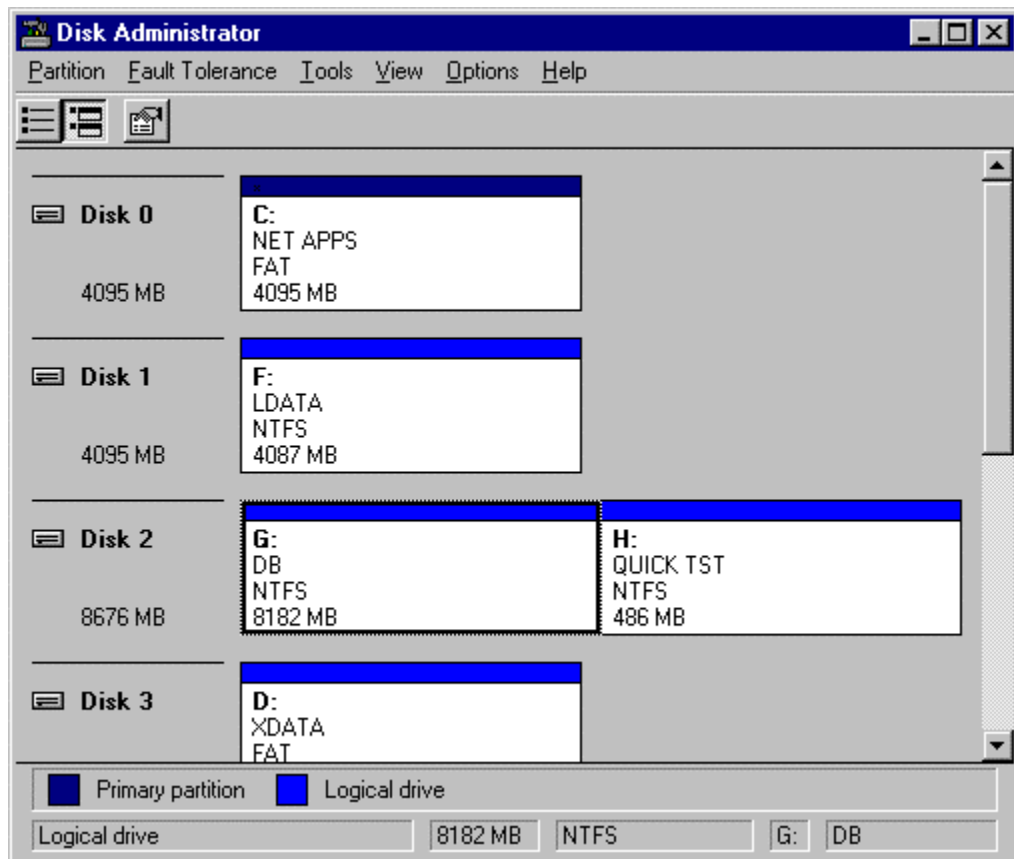 Disk Administrator
Partition Fault Tolerance Tools View Options Help
Disk 0
4095 MB
C:
NET APPS
FAT
4095 MB
Disk 1
4095 MB
F:
LDATA
NTFS
4087 MB
Disk 2
8676 MB
G:
DB
NTFS
8182 MB
H:
QUICK TST
NTFS
486 MB
Disk 3
D:
XDATA
FAT
Primary partition Logical drive
Logical drive 8182 MB NTFS G: DB